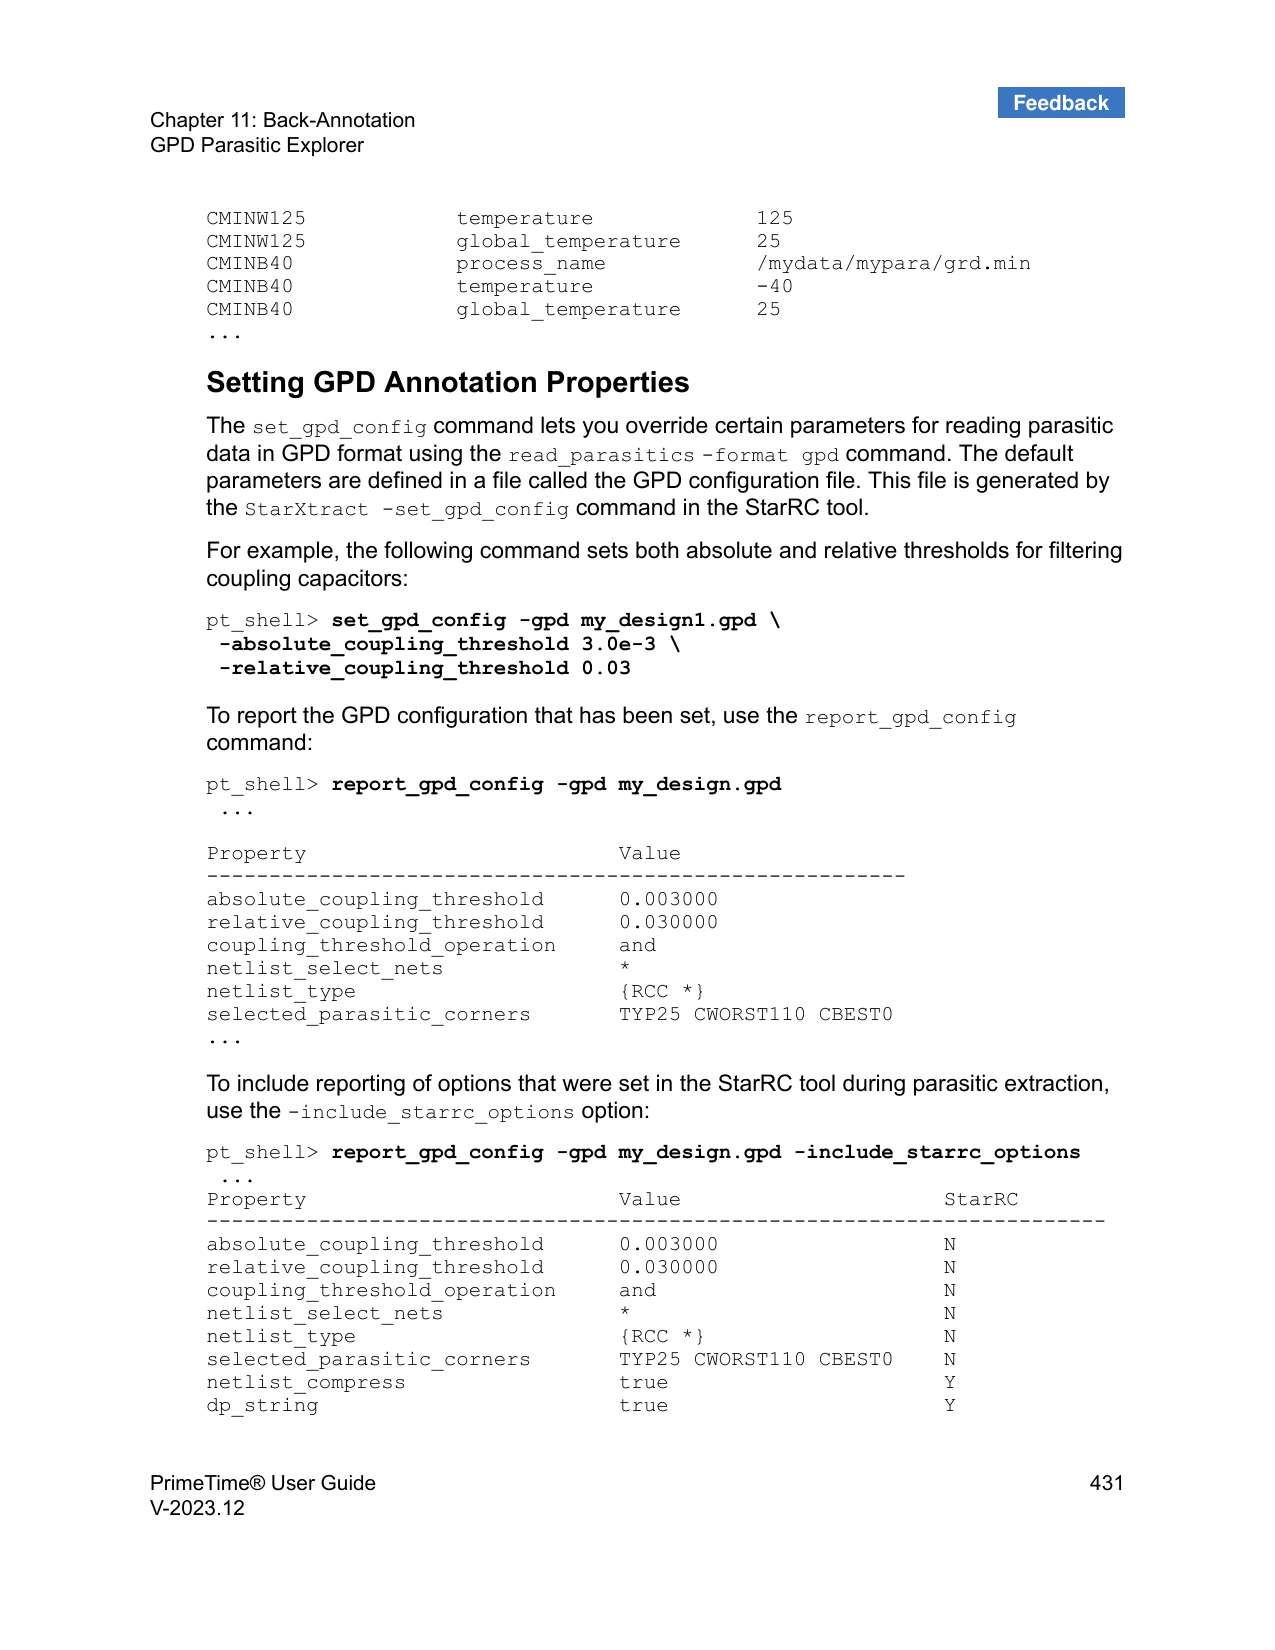 Feedback
Chapter 11: Back-Annotation
GPD Parasitic Explorer
CMINW125 temperature 125
CMINW125 global_temperature 25
CMINB40 process_name /mydata/mypara/grd.min
CMINB40 temperature -40
CMINB40 global_temperature 25
...
Setting GPD Annotation Properties
The set_gpd_config command lets you override certain parameters for reading parasitic
data in GPD format using the read_parasitics -format gpd command. The default
parameters are defined in a file called the GPD configuration file. This file is generated by
the StarXtract -set_gpd_config command in the StarRC tool.
For example, the following command sets both absolute and relative thresholds for filtering
coupling capacitors:
pt_shell> set_gpd_config -gpd my_design1.gpd \
-absolute_coupling_threshold 3.0e-3 \
-relative_coupling_threshold 0.03
To report the GPD configuration that has been set, use the report_gpd_config
command:
pt_shell> report_gpd_config -gpd my_design.gpd
...
Property Value
--------------------------------------------------------
absolute_coupling_threshold 0.003000
relative_coupling_threshold 0.030000
coupling_threshold_operation and
netlist_select_nets *
netlist_type {RCC *}
selected_parasitic_corners TYP25 CWORST110 CBEST0
...
To include reporting of options that were set in the StarRC tool during parasitic extraction,
use the -include_starrc_options option:
pt_shell> report_gpd_config -gpd my_design.gpd -include_starrc_options
...
Property Value StarRC
------------------------------------------------------------------------
absolute_coupling_threshold 0.003000 N
relative_coupling_threshold 0.030000 N
coupling_threshold_operation and N
netlist_select_nets * N
netlist_type {RCC *} N
selected_parasitic_corners TYP25 CWORST110 CBEST0 N
netlist_compress true Y
dp_string true Y
PrimeTime® User Guide 431
V-2023.12